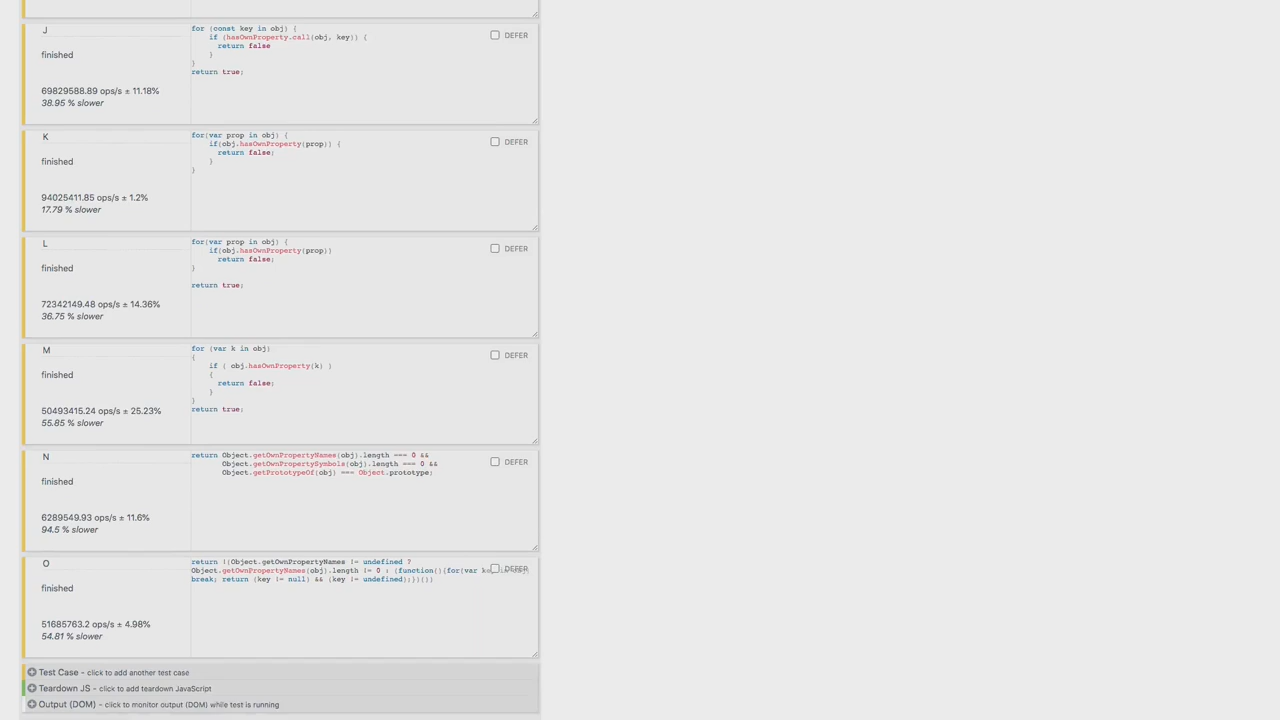 J
for (const key in obj) {
DEFER
if (hasOwnProperty.call(obj, key)) {
return false
finished
}
}
return true;
69829588.89 ops/s ± 11.18%
38.95 % slower
K
for(var prop in obj) {
DEFER
if(obj.hasOwnProperty(prop)) {
return false;
finished
}
}
94025411.85 ops/s ± 1.2%
17.79 % slower
L
for(var prop in obj) {
DEFER
if(obj.hasOwnProperty(prop))
return false;
finished
}
return true;
72342149.48 ops/s ± 14.36%
36.75 % slower
M
for (var k in obj)
DEFER
{
if ( obj.hasOwnProperty(k) )
finished
{
return false;
}
}
return true;
50493415.24 ops/s ± 25.23%
55.85 % slower
N
return Object.getOwnPropertyNames(obj).length === 0 &&
DEFER
Object.getOwnPropertySymbols(obj).length === 0 &&
Object.getPrototypeOf(obj) === Object.prototype;
finished
6289549.93 ops/s ± 11.6%
94.5 % slower
O
return !(Object.getOwnPropertyNames != undefined ?
DEFER
Object.getOwnPropertyNames(obj).length != 0 : (function(){for(var
break; return (key != null) && (key != undefined);})())
finished
51685763.2 ops/s ± 4.98%
54.81 % slower
Test Case - click to add another test case
Teardown JS - click to add teardown JavaScript
Output (DOM) - click to monitor output (DOM) while test is running